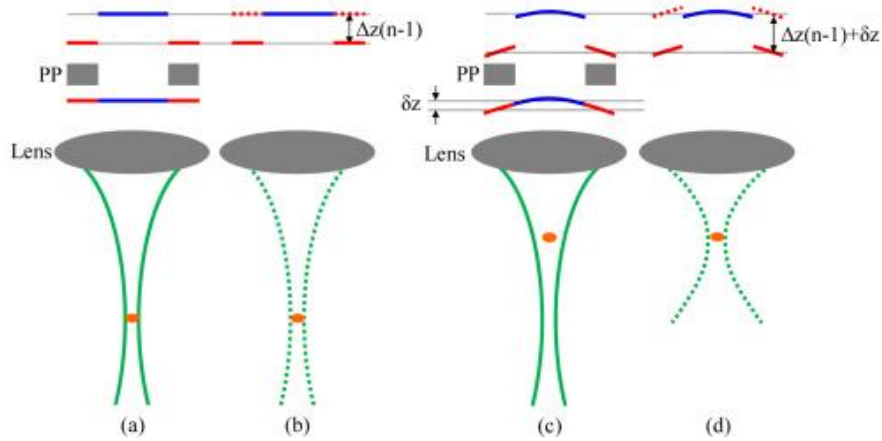 Δz(n-1)
Δz(n-1)+δz
PP
PP
δz
Lens
Lens
(a)
(b)
(c)
(d)